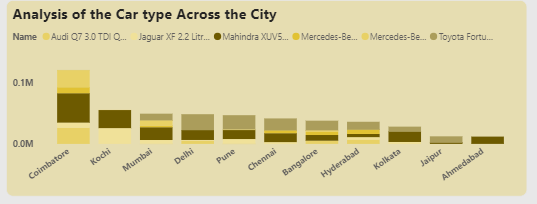 Analysis of the Car type Across the City
Name Audi Q7 3.0 TDI Q... Jaguar XF 2.2 Litr... Mahindra XUV5... Mercedes-Be... Mercedes-Be... Toyota Fortu...
0.1M
0.0M
Coimbatore Kochi Mumbai Delhi Pune Chennai Bangalore Hyderabad Kolkata Jaipur Ahmedabad